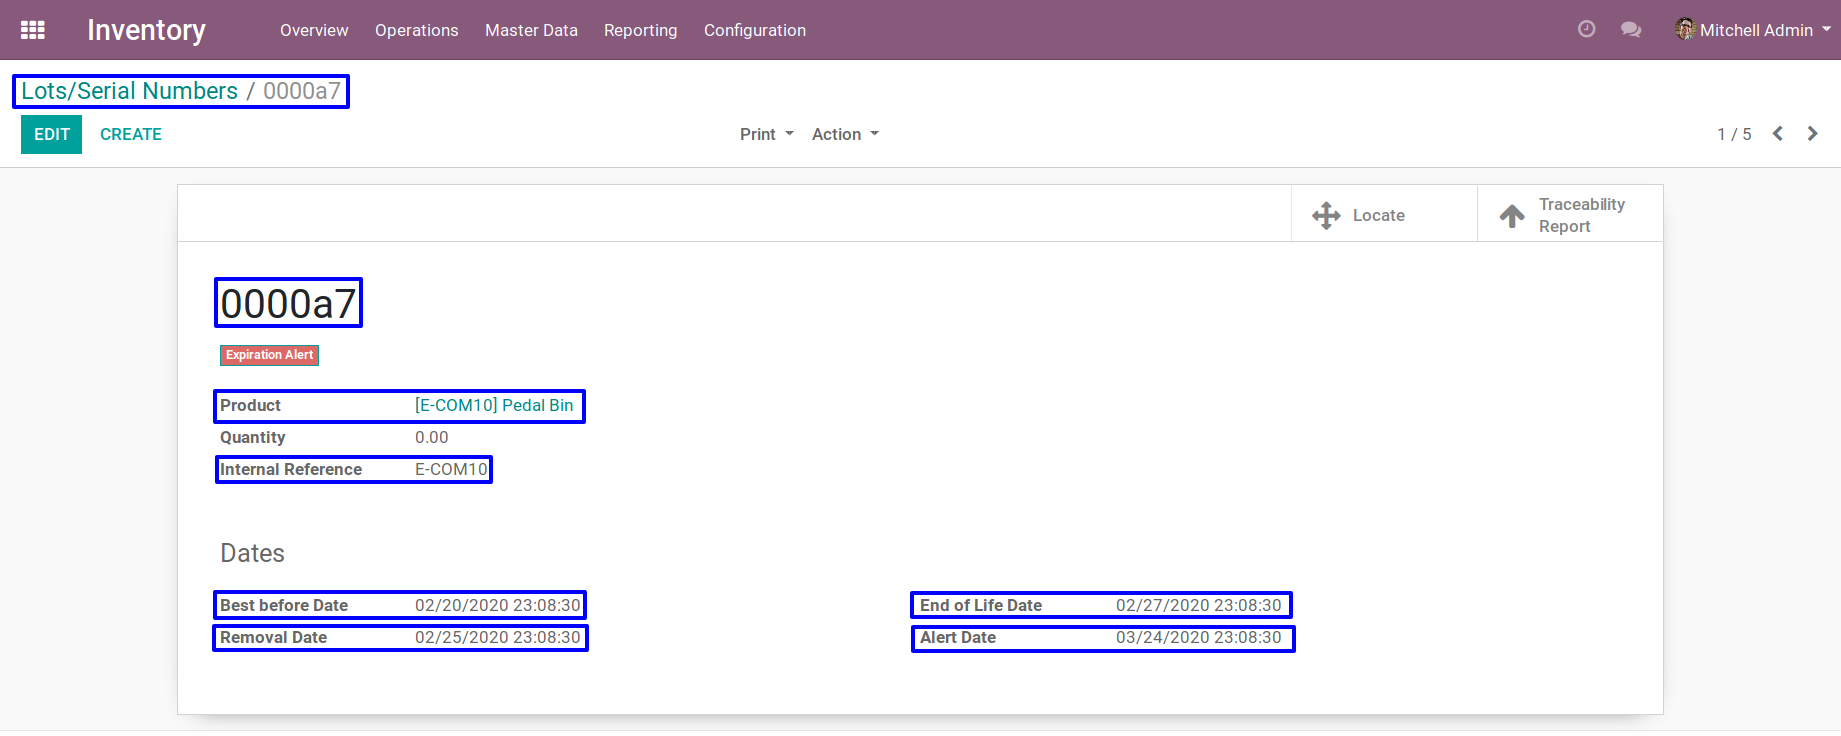 Inventory Overview Operations Master Data Reporting Configuration Mitchell Admin
Lots/Serial Numbers / 0000a7
EDIT CREATE Print Action 1 / 5
Locate
Traceability
Report
0000a7
Expiration Alert
Product [E-COM10] Pedal Bin
Quantity 0.00
Internal Reference E-COM10
Dates
Best before Date 02/20/2020 23:08:30 End of Life Date 02/27/2020 23:08:30
Removal Date 02/25/2020 23:08:30 Alert Date 03/24/2020 23:08:30